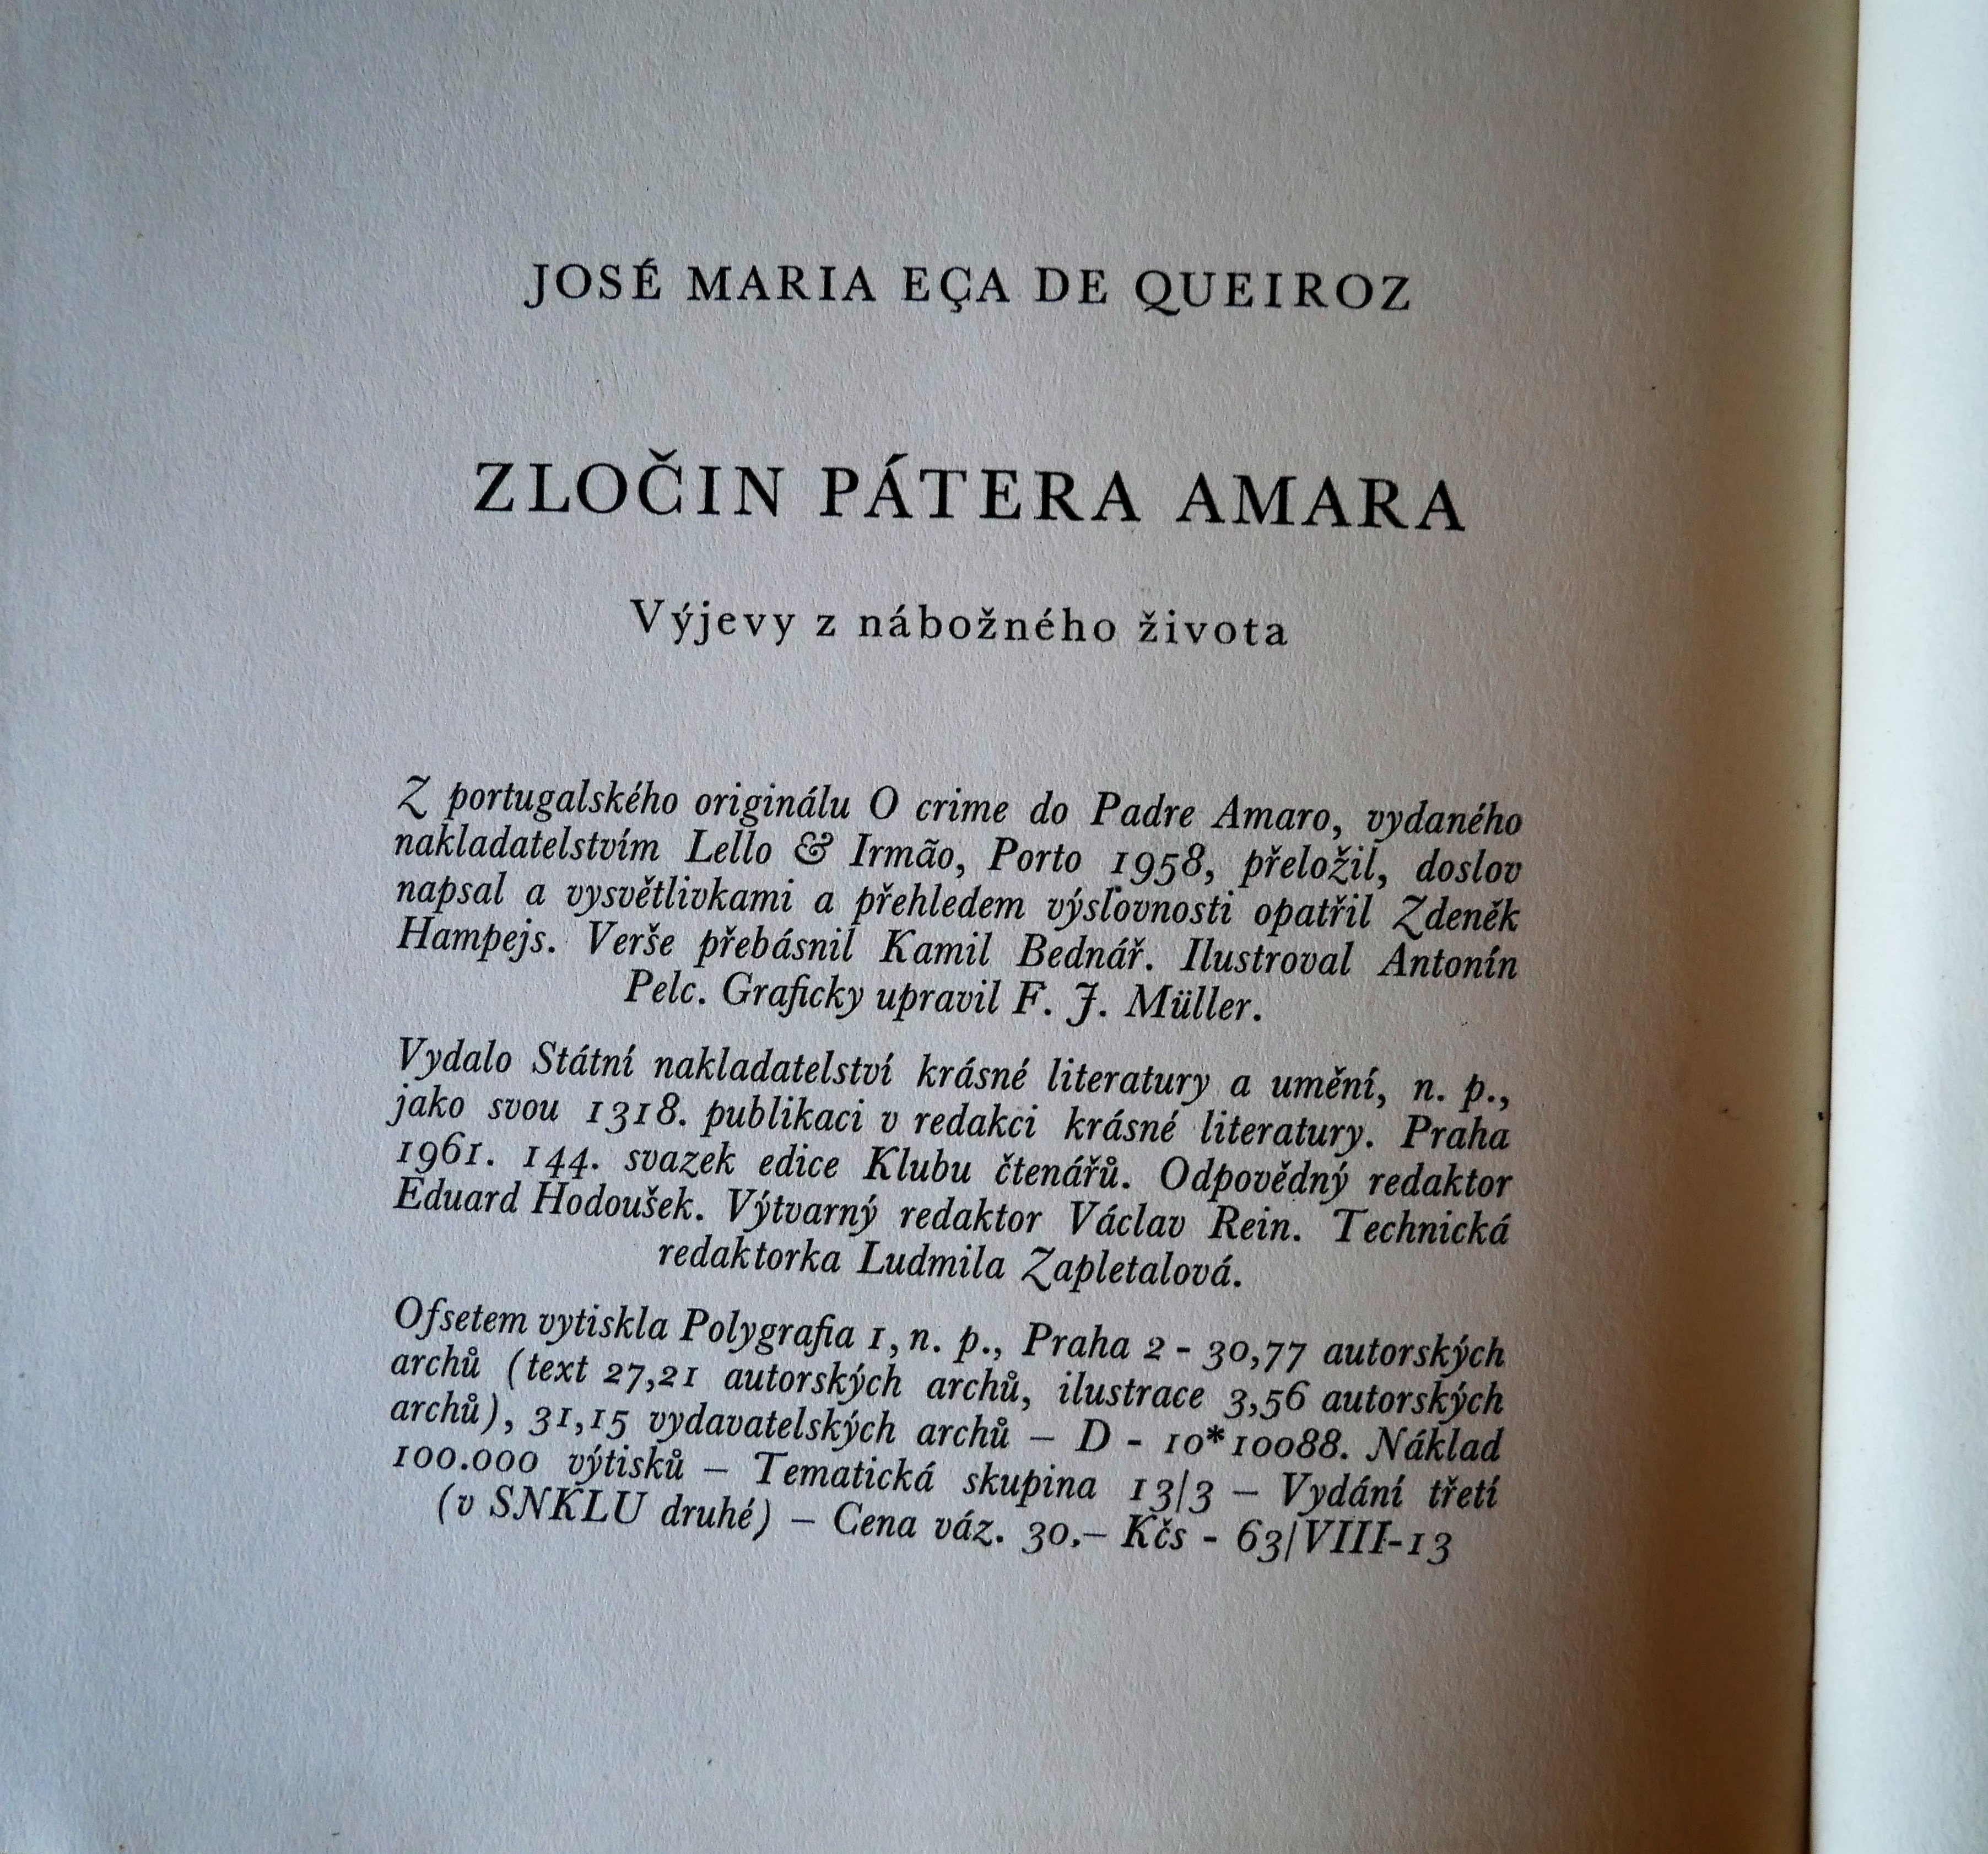 JOSÉ MARIA EÇA DE QUEIROZ
ZLOČIN PÁTERA AMARA
Výjevy z nábožného života
Z portugalského originálu O crime do Padre Amaro, vydaného
nakladatelstvím Lello & Irmão, Porto 1958, přeložil, doslov
napsal a vysvětlivkami a přehledem výslovnosti opatřil Zdeněk
Hampejs. Verše přebásnil Kamil Bednář. Ilustroval Antonín
Pelc. Graficky upravil F. J. Müller.
Vydalo Státní nakladatelství krásné literatury a umění, n. p.,
jako svou 1318. publikaci v redakci krásné literatury. Praha
1961. 144. svazek edice Klubu čtenářů. Odpovědný redaktor
Eduard Hodoušek. Výtvarný redaktor Václav Rein. Technická
redaktorka Ludmila Zapletalová.
Ofsetem vytiskla Polygrafia 1, n. p., Praha 2 - 30,77 autorských
archů (text 27,21 autorských archů, ilustrace 3,56 autorských
archů), 31,15 vydavatelských archů – D - 10*10088. Náklad
100.000 výtisků – Tematická skupina 13/3 – Vydání třetí
(v SNKLU druhé) – Cena váz. 30,– Kčs - 63/VIII-13